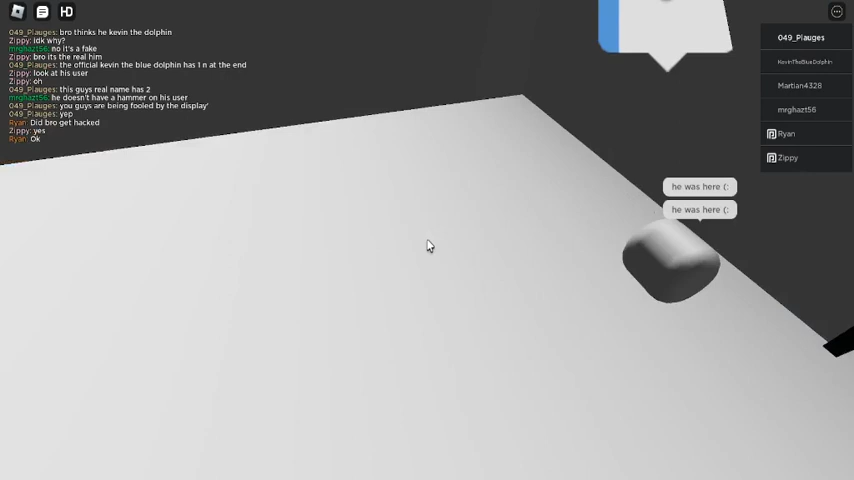 HD
049_Plauges: bro thinks he kevin the dolphin
Zippy: idk why?
mrghazt56: no it's a fake
Zippy: bro its the real him
049_Plauges: the official kevin the blue dolphin has 1 n at the end
Zippy: look at his user
Zippy: oh
049_Plauges: this guys real name has 2
mrghazt56: he doesn't have a hammer on his user
049_Plauges: you guys are being fooled by the display'
049_Plauges: yep
Ryan: Did bro get hacked
Zippy: yes
Ryan: Ok
049_Plauges
KevinTheBlueDolphin
Martian4328
mrghazt56
Ryan
Zippy
he was here (:
he was here (: